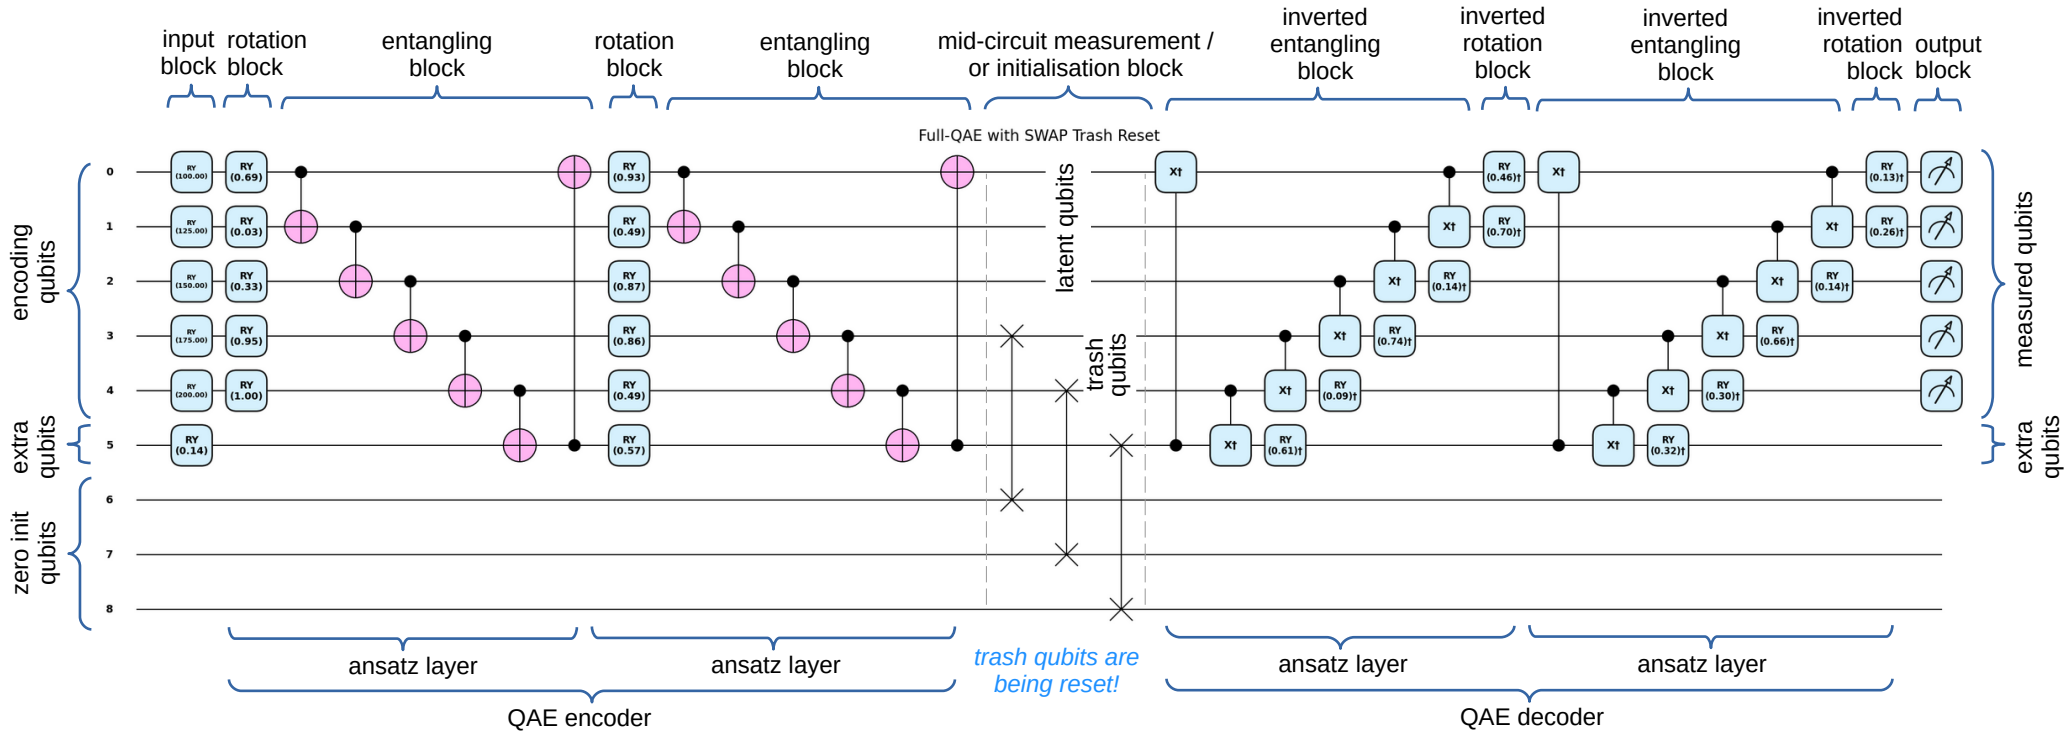 input
block
rotation
block
entangling
block
rotation
block
entangling
block
mid-circuit measurement /
or initialisation block
inverted
entangling
block
inverted
rotation
block
inverted
entangling
block
inverted
rotation
block
output
block
Full-QAE with SWAP Trash Reset
encoding
qubits
extra
qubits
zero init
qubits
0
1
2
3
4
5
6
7
8
RY
(100.00)
RY
(125.00)
RY
(150.00)
RY
(175.00)
RY
(200.00)
RY
(0.14)
RY
(0.69)
RY
(0.03)
RY
(0.33)
RY
(0.95)
RY
(1.00)
RY
(0.93)
RY
(0.49)
RY
(0.87)
RY
(0.86)
RY
(0.49)
RY
(0.57)
latent qubits
trash
qubits
X†
X†
X†
X†
X†
X†
RY
(0.46)†
RY
(0.70)†
RY
(0.14)†
RY
(0.74)†
RY
(0.09)†
RY
(0.61)†
X†
X†
X†
X†
X†
X†
RY
(0.13)†
RY
(0.26)†
RY
(0.14)†
RY
(0.66)†
RY
(0.30)†
RY
(0.32)†
measured qubits
extra
qubits
ansatz layer
ansatz layer
trash qubits are
being reset!
ansatz layer
ansatz layer
QAE encoder
QAE decoder